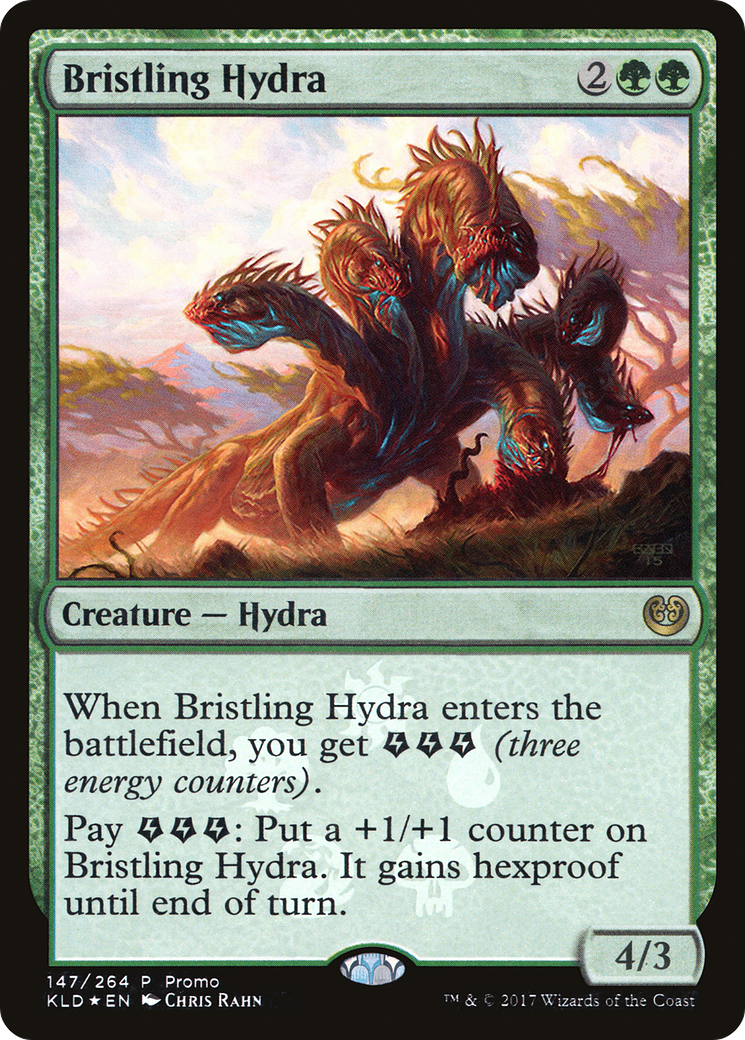 Bristling Hydra 2
Creature — Hydra
When Bristling Hydra enters the
battlefield, you get (three
energy counters).
Pay : Put a +1/+1 counter on
Bristling Hydra. It gains hexproof
until end of turn.
4/3
147/264 P Promo
KLD ★ EN Chris Rahn
™ & © 2017 Wizards of the Coast